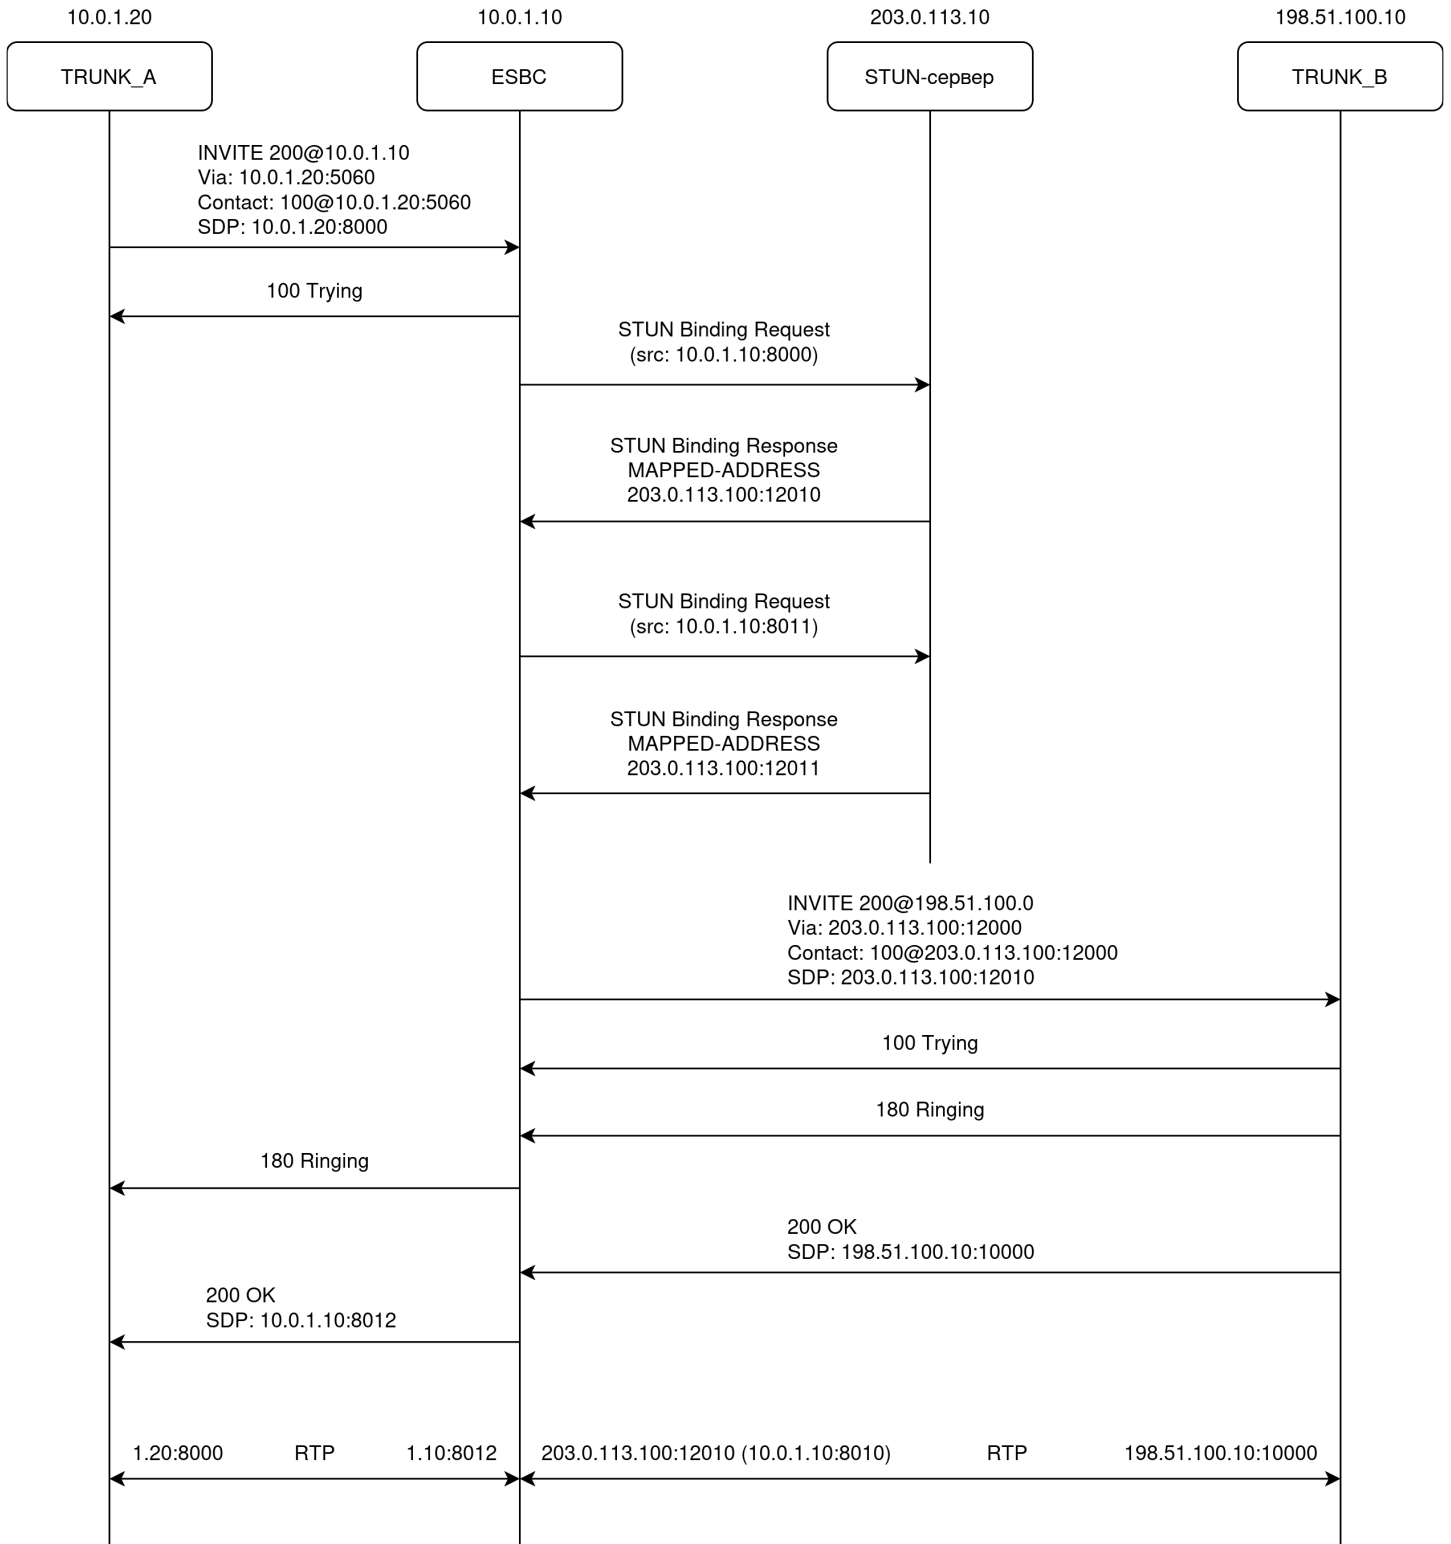 10.0.1.20
10.0.1.10
203.0.113.10
198.51.100.10
TRUNK_A
ESBC
STUN-сервер
TRUNK_B
INVITE 200@10.0.1.10
Via: 10.0.1.20:5060
Contact: 100@10.0.1.20:5060
SDP: 10.0.1.20:8000
100 Trying
STUN Binding Request
(src: 10.0.1.10:8000)
STUN Binding Response
MAPPED-ADDRESS
203.0.113.100:12010
STUN Binding Request
(src: 10.0.1.10:8011)
STUN Binding Response
MAPPED-ADDRESS
203.0.113.100:12011
INVITE 200@198.51.100.0
Via: 203.0.113.100:12000
Contact: 100@203.0.113.100:12000
SDP: 203.0.113.100:12010
100 Trying
180 Ringing
180 Ringing
200 OK
SDP: 198.51.100.10:10000
200 OK
SDP: 10.0.1.10:8012
1.20:8000
RTP
1.10:8012
203.0.113.100:12010 (10.0.1.10:8010)
RTP
198.51.100.10:10000